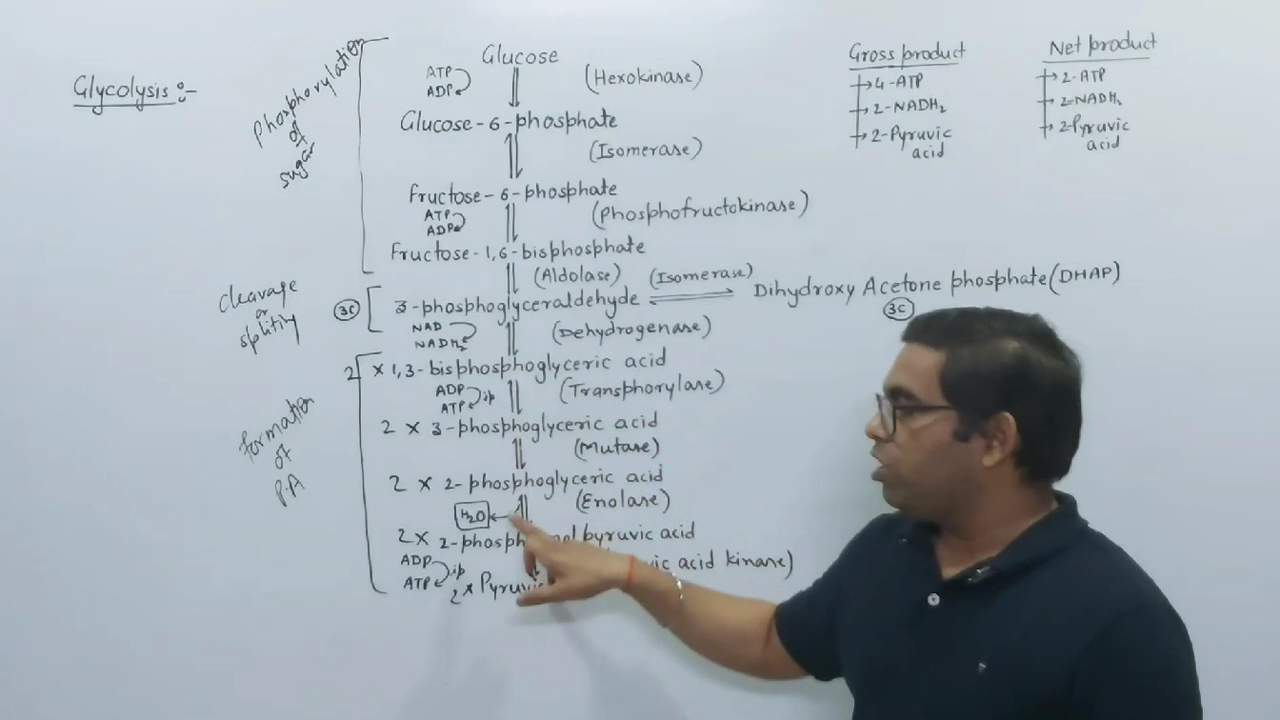 Glycolysis:-
Phosphorylation of sugar
Glucose
ATP
ADP
(Hexokinase)
Glucose-6-phosphate
(Isomerase)
Fructose-6-phosphate
ATP
ADP
(Phosphofructokinase)
Fructose-1,6-bisphosphate
(Aldolase)
(Isomerase)
cleavage or splitiy
3C
3-phosphoglyceraldehyde
Dihydroxy Acetone phosphate(DHAP)
3C
NAD
NADH₂
(Dehydrogenase)
Formation of P.A
2 × 1,3-bisphosphoglyceric acid
ADP
ATP
ip
(Transphorylase)
2 × 3-phosphoglyceric acid
(Mutase)
2 × 2-phosphoglyceric acid
H₂O
(Enolase)
2× 2-phosph pyruvic acid
ADP
ATP
ip
acid kinase)
2×
Gross product
4-ATP
2-NADH₂
2-Pyruvic acid
Net product
2-ATP
2-NADH₂
2-Pyruvic acid